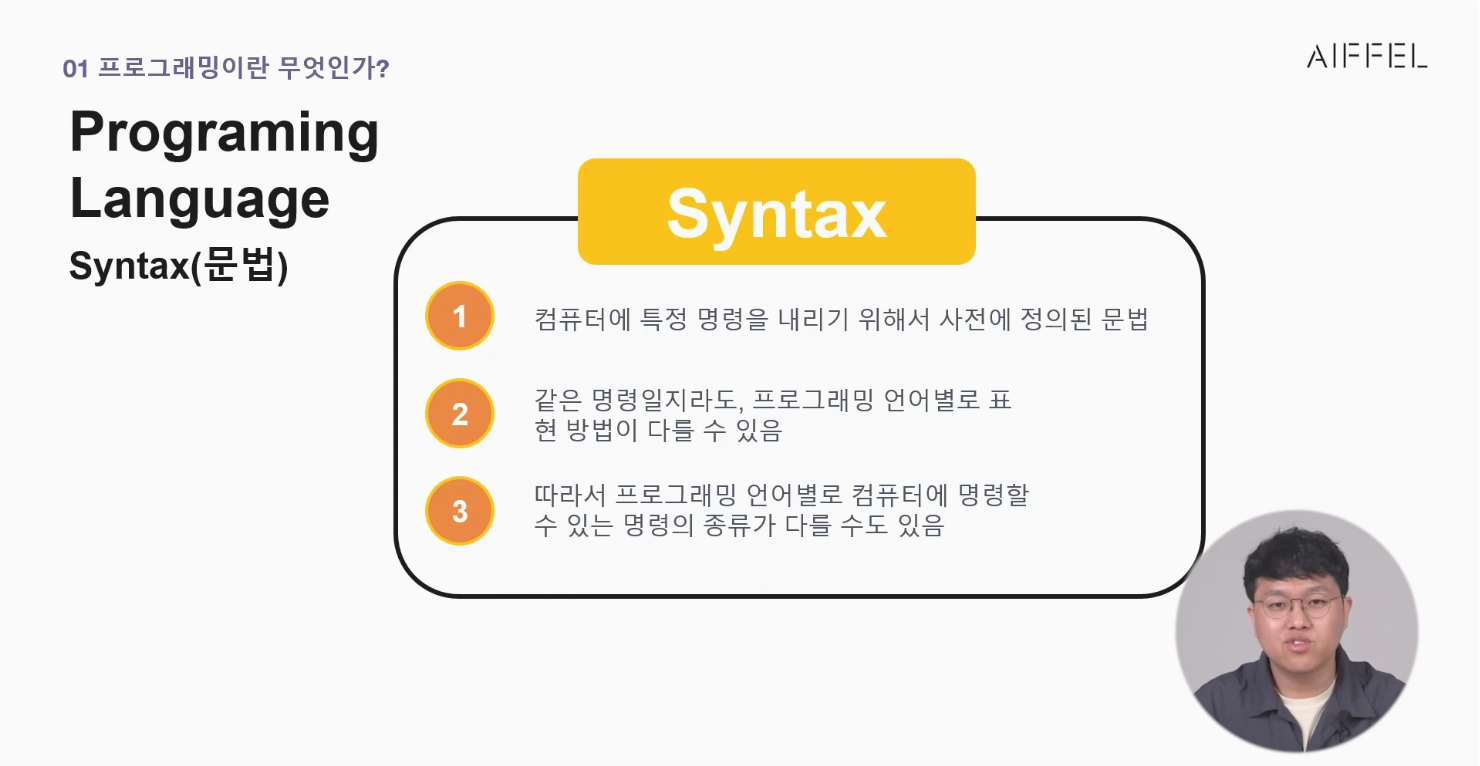 01 프로그래밍이란 무엇인가?
AIFFEL
Programing
Language
Syntax(문법)
Syntax
1
컴퓨터에 특정 명령을 내리기 위해서 사전에 정의된 문법
2
같은 명령일지라도, 프로그래밍 언어별로 표
현 방법이 다를 수 있음
3
따라서 프로그래밍 언어별로 컴퓨터에 명령할
수 있는 명령의 종류가 다를 수도 있음